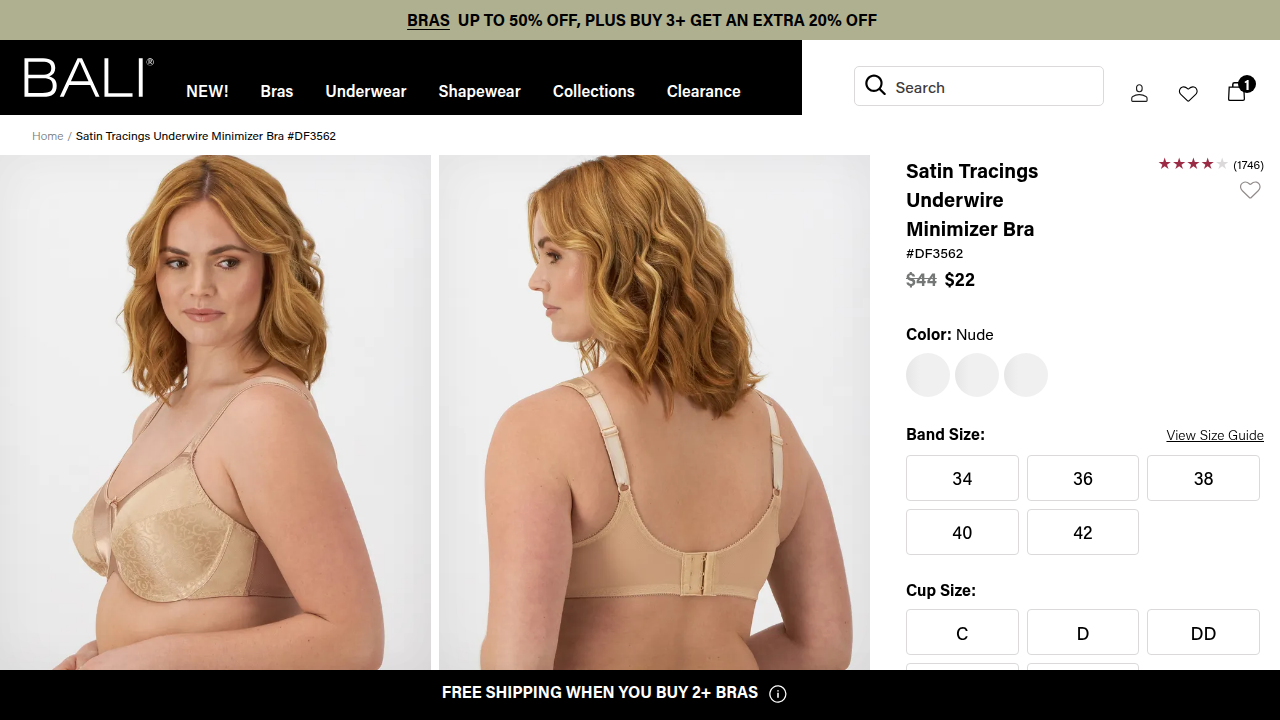 BRAS UP TO 50% OFF, PLUS BUY 3+ GET AN EXTRA 20% OFF
BALI®
NEW! Bras Underwear Shapewear Collections Clearance
Search
1
Home / Satin Tracings Underwire Minimizer Bra #DF3562
Satin Tracings
Underwire
Minimizer Bra
(1746)
#DF3562
$44 $22
Color: Nude
Band Size:
View Size Guide
34 36 38
40 42
Cup Size:
C D DD
FREE SHIPPING WHEN YOU BUY 2+ BRAS